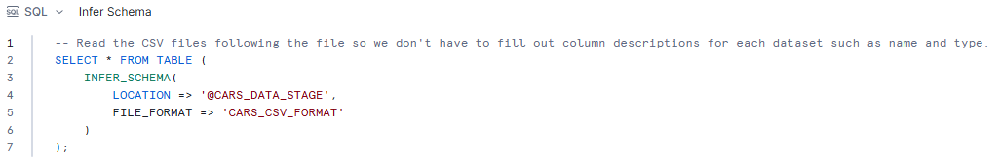 SQL SQL Infer Schema
1 -- Read the CSV files following the file so we don't have to fill out column descriptions for each dataset such as name and type.
2 SELECT * FROM TABLE (
3     INFER_SCHEMA(
4         LOCATION => '@CARS_DATA_STAGE',
5         FILE_FORMAT => 'CARS_CSV_FORMAT'
6     )
7 );